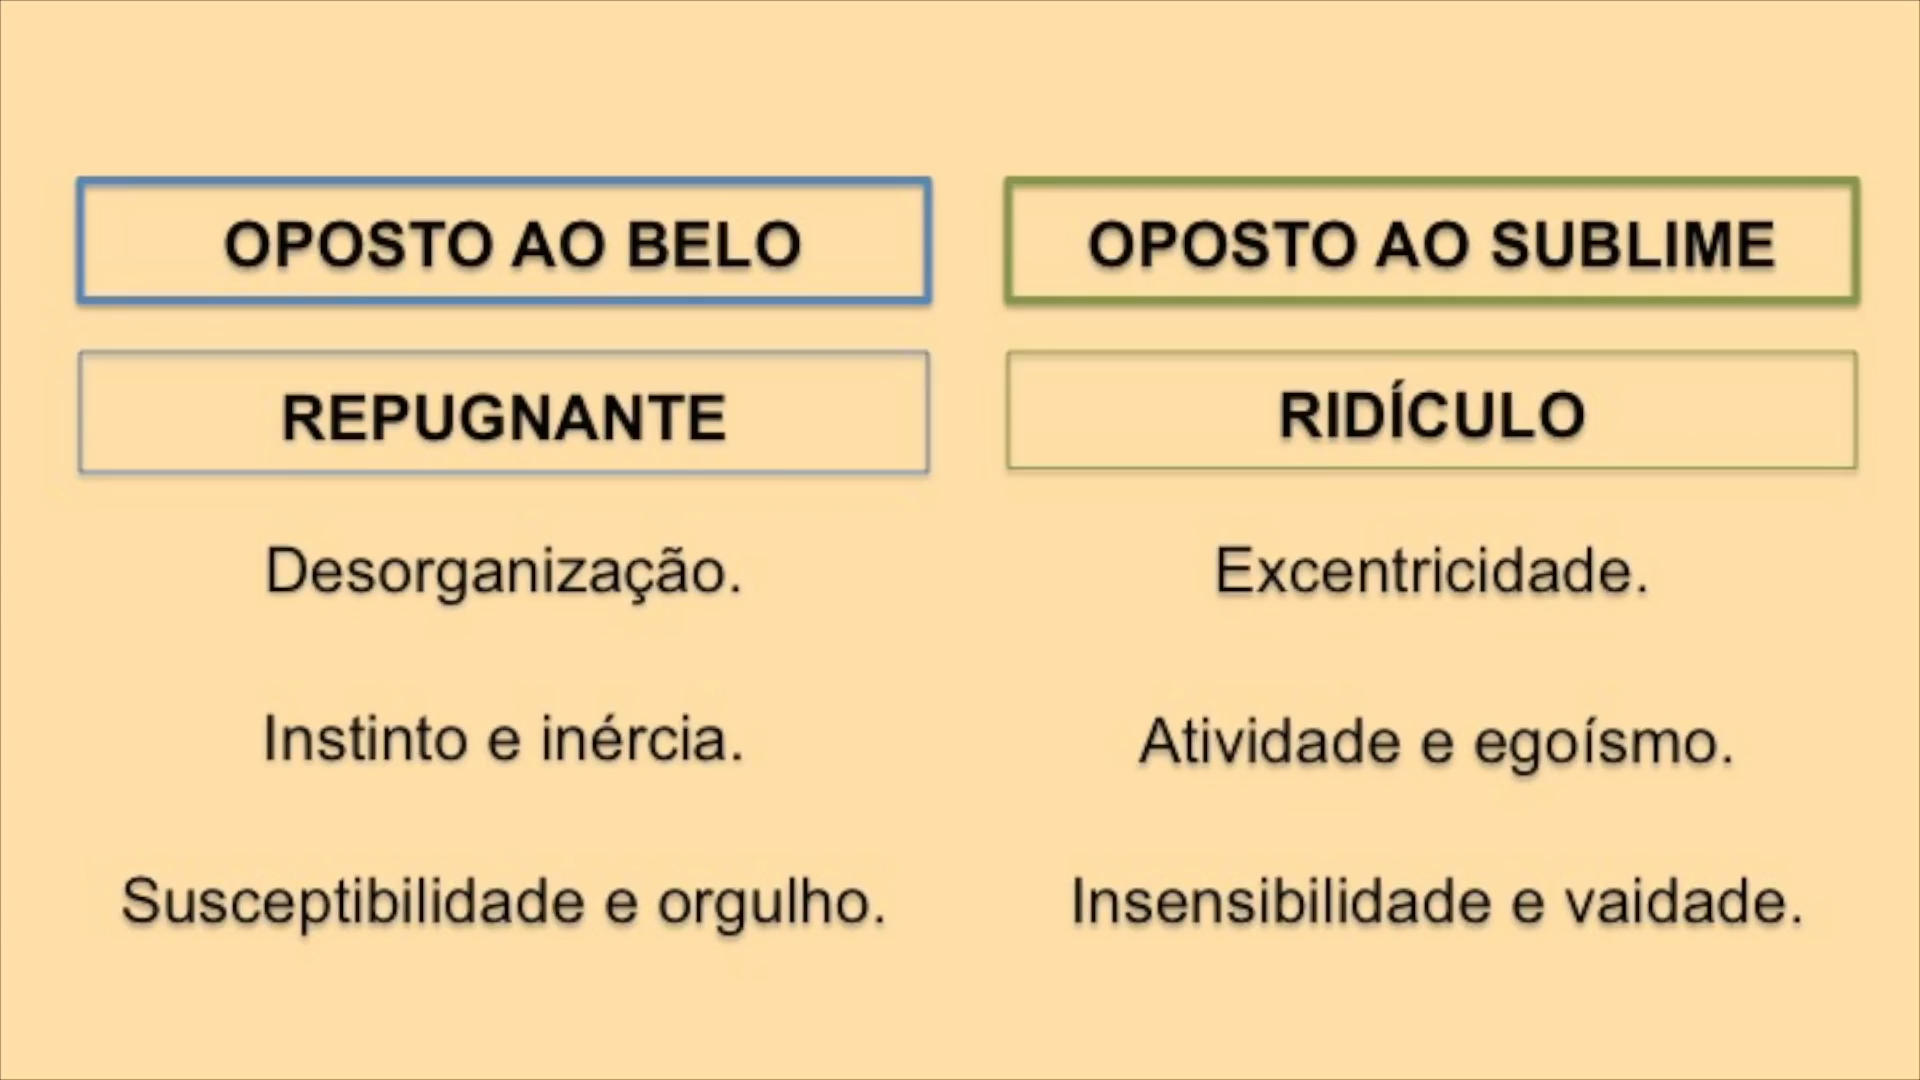 OPOSTO AO BELO
REPUGNANTE
Desorganização.
Instinto e inércia.
Susceptibilidade e orgulho.
OPOSTO AO SUBLIME
RIDÍCULO
Excentricidade.
Atividade e egoísmo.
Insensibilidade e vaidade.